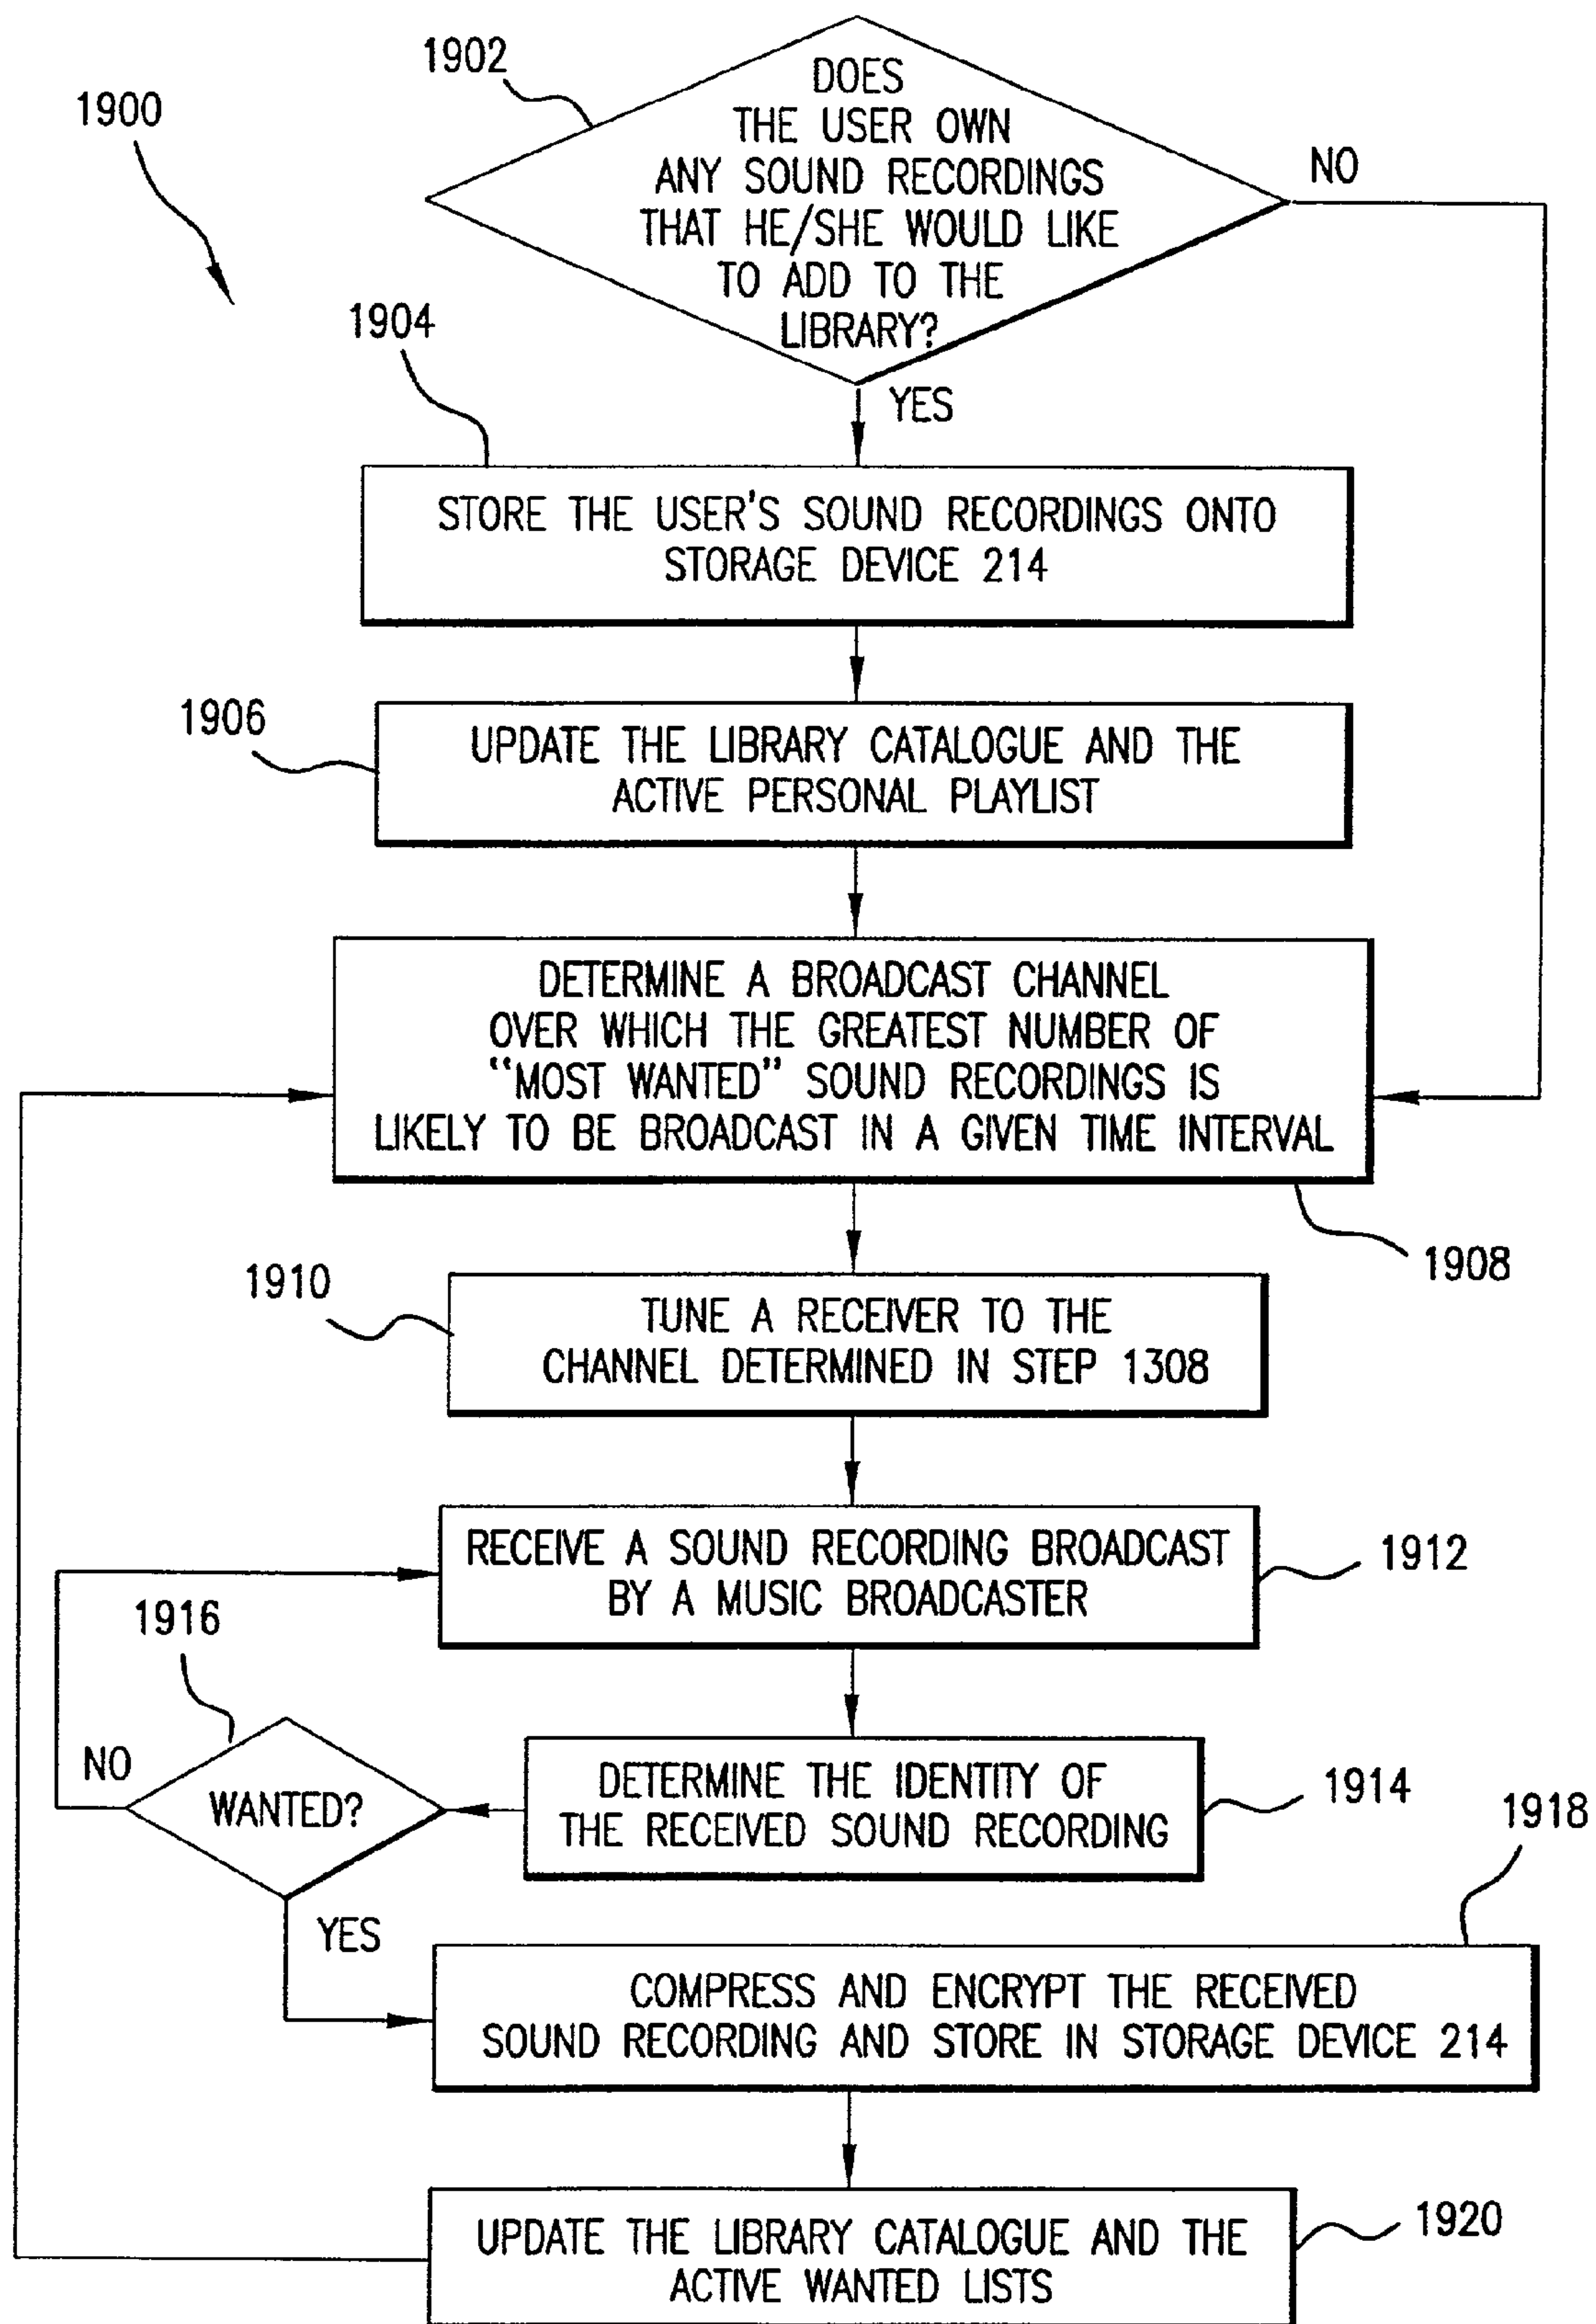 1900
1902
DOES
THE USER OWN
ANY SOUND RECORDINGS
THAT HE/SHE WOULD LIKE
TO ADD TO THE
LIBRARY?
NO
YES
1904
STORE THE USER'S SOUND RECORDINGS ONTO
STORAGE DEVICE 214
1906
UPDATE THE LIBRARY CATALOGUE AND THE
ACTIVE PERSONAL PLAYLIST
DETERMINE A BROADCAST CHANNEL
OVER WHICH THE GREATEST NUMBER OF
"MOST WANTED" SOUND RECORDINGS IS
LIKELY TO BE BROADCAST IN A GIVEN TIME INTERVAL
1908
1910
TUNE A RECEIVER TO THE
CHANNEL DETERMINED IN STEP 1308
RECEIVE A SOUND RECORDING BROADCAST
BY A MUSIC BROADCASTER
1912
DETERMINE THE IDENTITY OF
THE RECEIVED SOUND RECORDING
1914
1916
WANTED?
NO
YES
1918
COMPRESS AND ENCRYPT THE RECEIVED
SOUND RECORDING AND STORE IN STORAGE DEVICE 214
UPDATE THE LIBRARY CATALOGUE AND THE
ACTIVE WANTED LISTS
1920